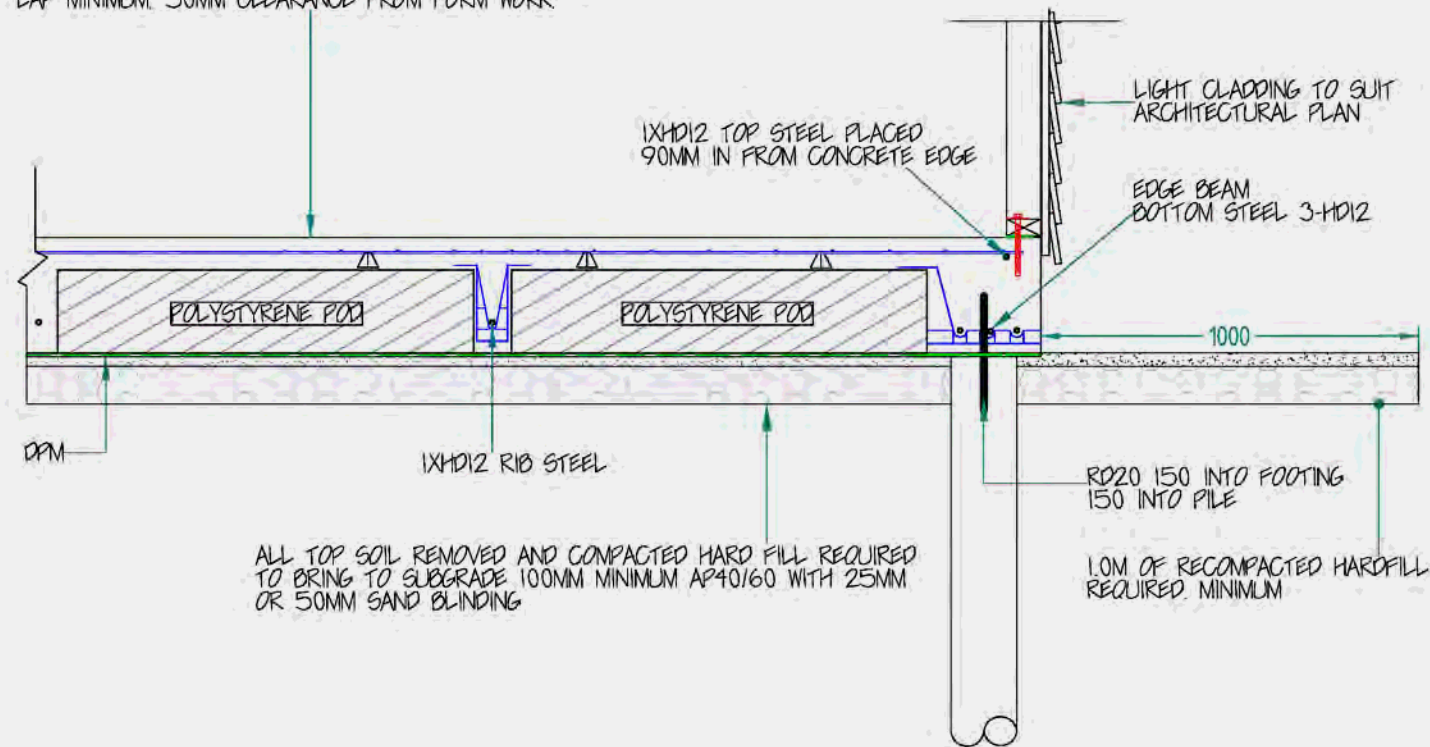 LAP MINIMUM. 50MM CLEARANCE FROM FORM WORK
LIGHT CLADDING TO SUIT
ARCHITECTURAL PLAN
1XHD12 TOP STEEL PLACED
90MM IN FROM CONCRETE EDGE
EDGE BEAM
BOTTOM STEEL 3-HD12
POLYSTYRENE POD
POLYSTYRENE POD
1000
DPM
1XHD12 RIB STEEL
RD20 150 INTO FOOTING
150 INTO PILE
ALL TOP SOIL REMOVED AND COMPACTED HARD FILL REQUIRED
TO BRING TO SUBGRADE 100MM MINIMUM AP40/60 WITH 25MM
OR 50MM SAND BLINDING
1.0M OF RECOMPACTED HARDFILL
REQUIRED. MINIMUM